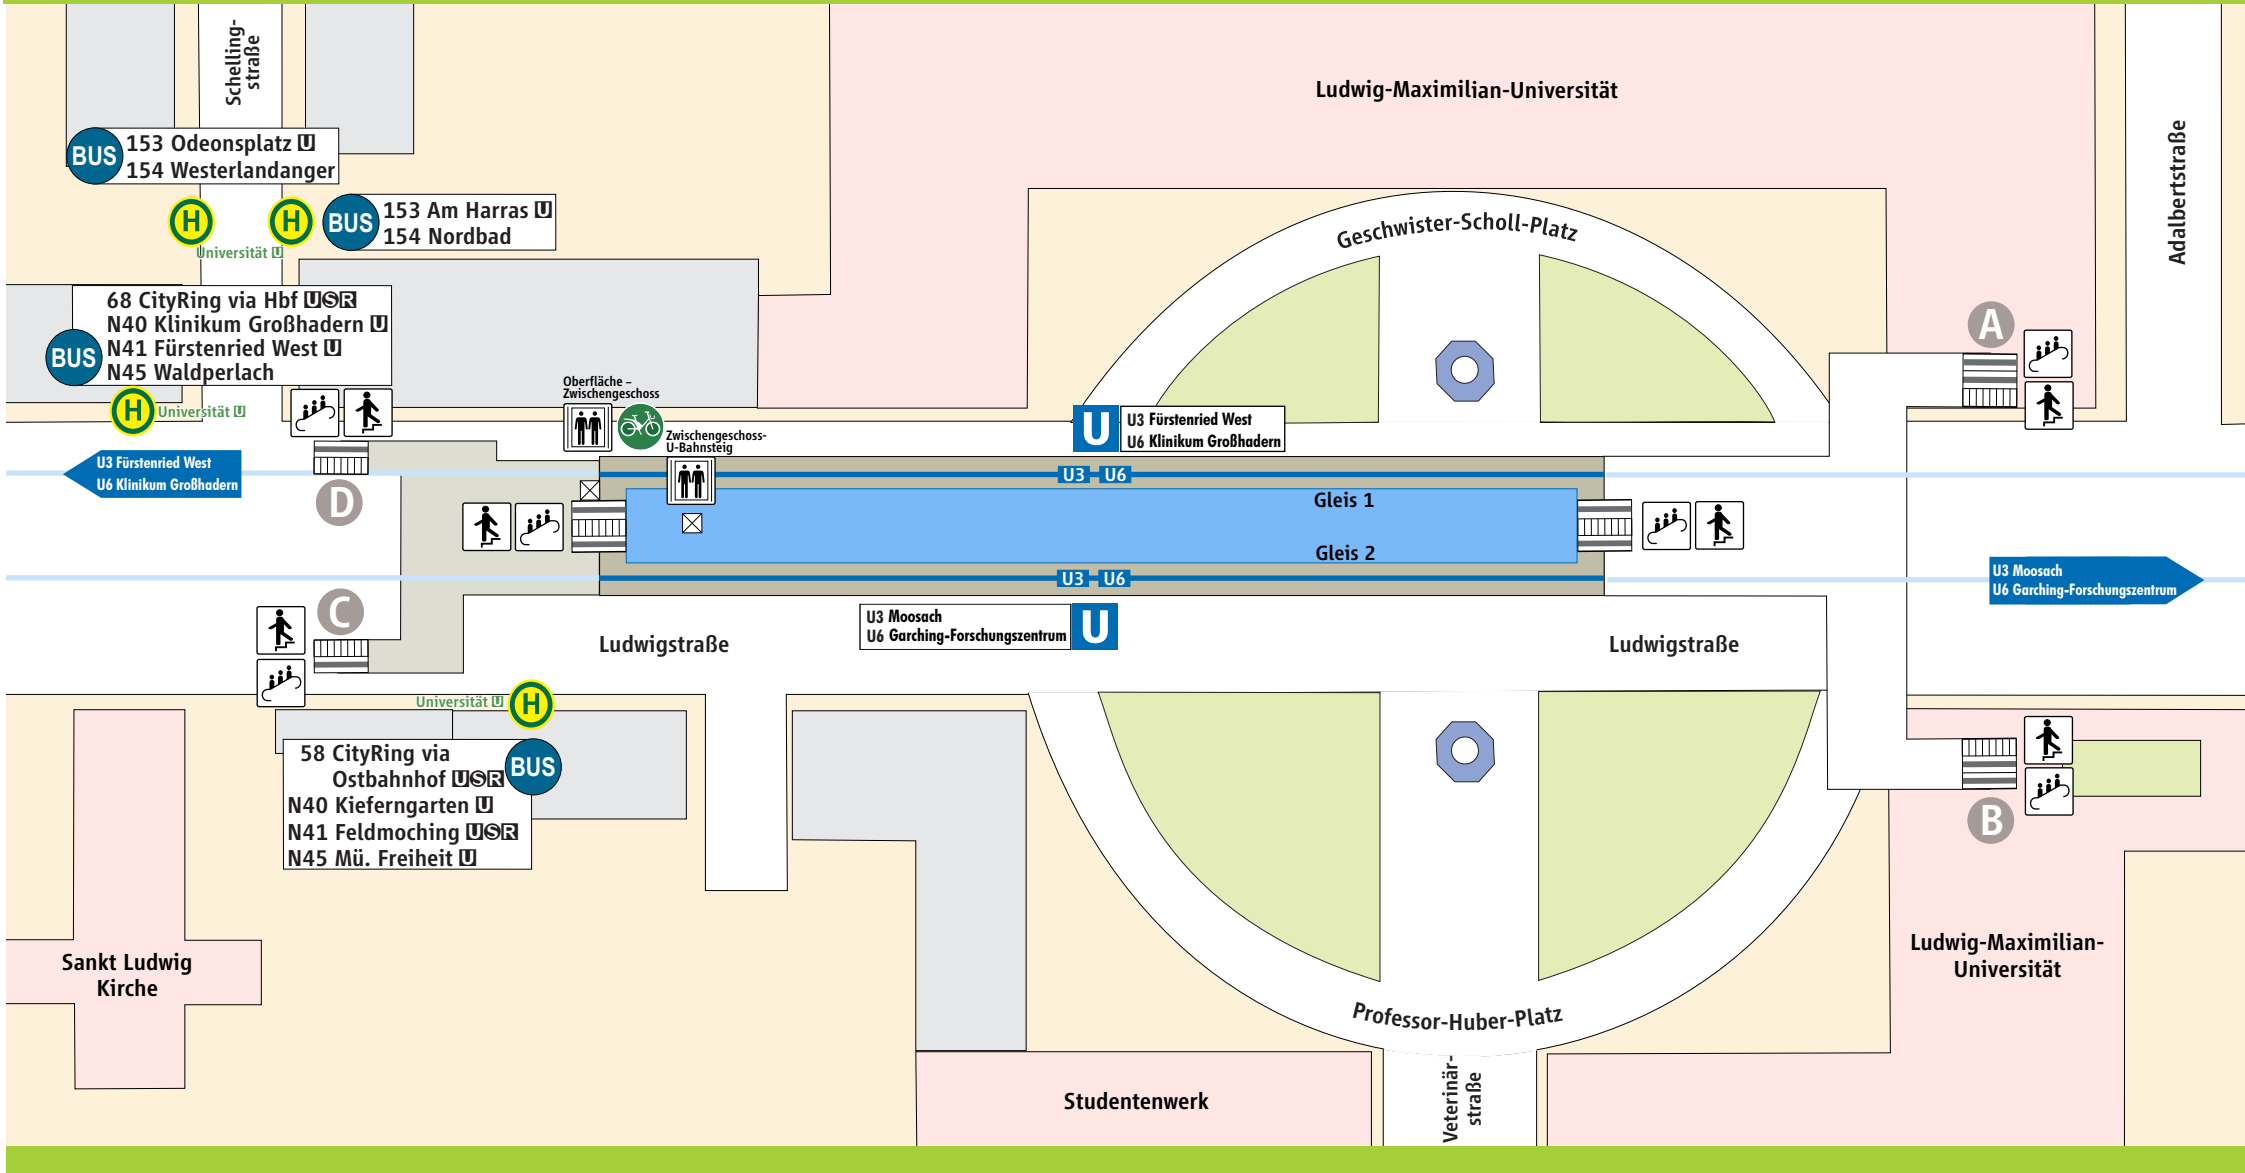 Schelling-
straße
Ludwig-Maximilian-Universität
Adalbertstraße
BUS
153 Odeonsplatz U
154 Westerlandanger
H
H
Universität U
BUS
153 Am Harras U
154 Nordbad
Geschwister-Scholl-Platz
BUS
68 CityRing via Hbf U S R
N40 Klinikum Großhadern U
N41 Fürstenried West U
N45 Waldperlach
H
Universität U
Oberfläche –
Zwischengeschoss
Zwischengeschoss-
U-Bahnsteig
U
U3 Fürstenried West
U6 Klinikum Großhadern
A
U3 Fürstenried West
U6 Klinikum Großhadern
D
U3
U6
Gleis 1
Gleis 2
U3
U6
U3 Moosach
U6 Garching-Forschungszentrum
C
Ludwigstraße
U3 Moosach
U6 Garching-Forschungszentrum
U
Ludwigstraße
Universität U
H
58 CityRing via
Ostbahnhof U S R
BUS
N40 Kieferngarten U
N41 Feldmoching U S R
N45 Mü. Freiheit U
B
Sankt Ludwig
Kirche
Ludwig-Maximilian-
Universität
Professor-Huber-Platz
Studentenwerk
Veterinär-
straße